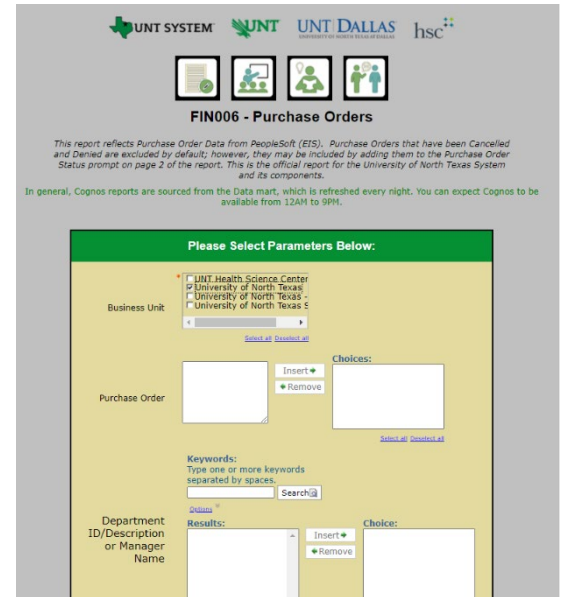 UNT SYSTEM™ UNT UNT DALLAS hsc
FIN006 - Purchase Orders
This report reflects Purchase Order Data from PeopleSoft (EIS). Purchase Orders that have been Cancelled
and Denied are excluded by default; however, they may be included by adding them to the Purchase Order
Status prompt on page 2 of the report. This is the official report for the University of North Texas System
and its components.
In general, Cognos reports are sourced from the Data mart, which is refreshed every night. You can expect Cognos to be
available from 12AM to 9PM.
Please Select Parameters Below:
* UNT Health Science Center
University of North Texas
University of North Texas -
University of North Texas S
Business Unit
Select all Deselect all
Choices:
Insert
Remove
Purchase Order
Select all Deselect all
Keywords:
Type one or more keywords
separated by spaces.
Search
Options
Department
ID/Description
or Manager
Name
Results:
Insert
Remove
Choice: